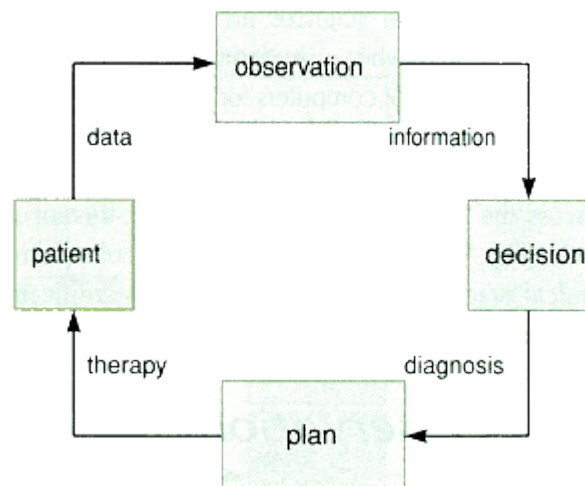 observation
data
information
patient
decision
therapy
diagnosis
plan